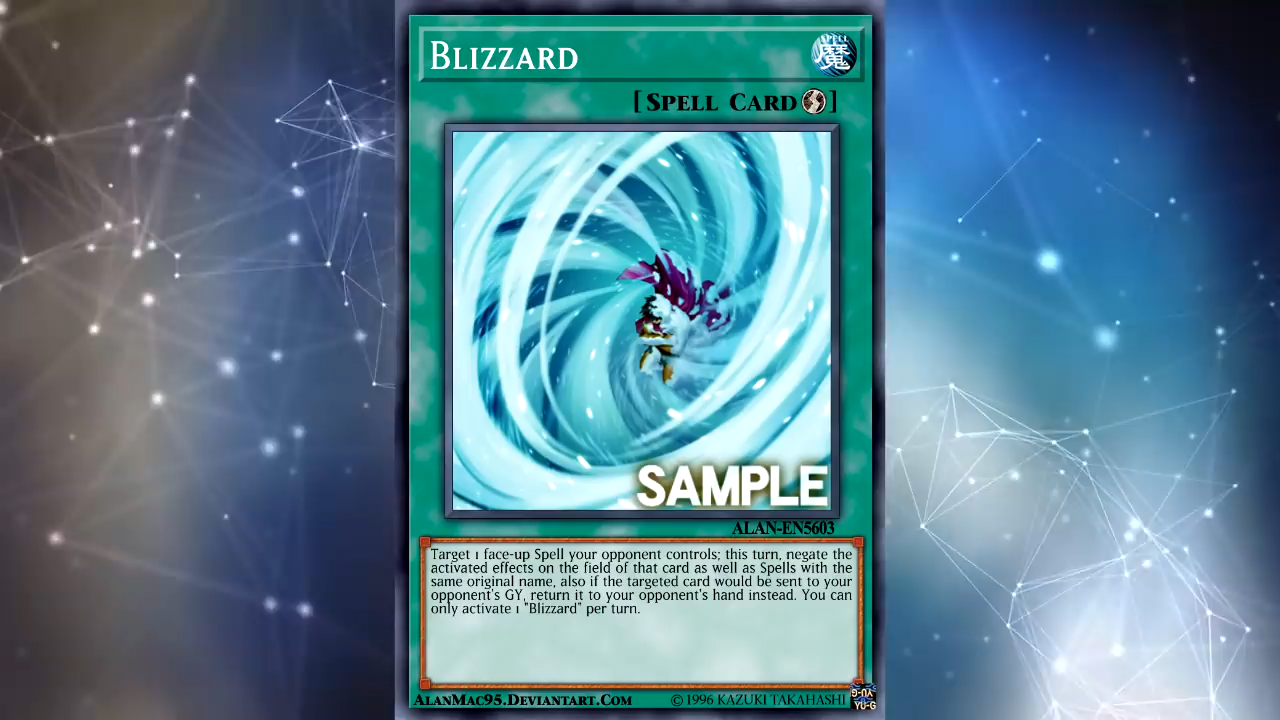 Blizzard
SPELL
魔
[Spell Card]
SAMPLE
ALAN-EN5603
Target 1 face-up Spell your opponent controls; this turn, negate the
activated effects on the field of that card as well as Spells with the
same original name, also if the targeted card would be sent to your
opponent's GY, return it to your opponent's hand instead. You can
only activate 1 "Blizzard" per turn.
AlanMac95.Deviantart.Com
©1996 KAZUKI TAKAHASHI
YU-G
YU-G